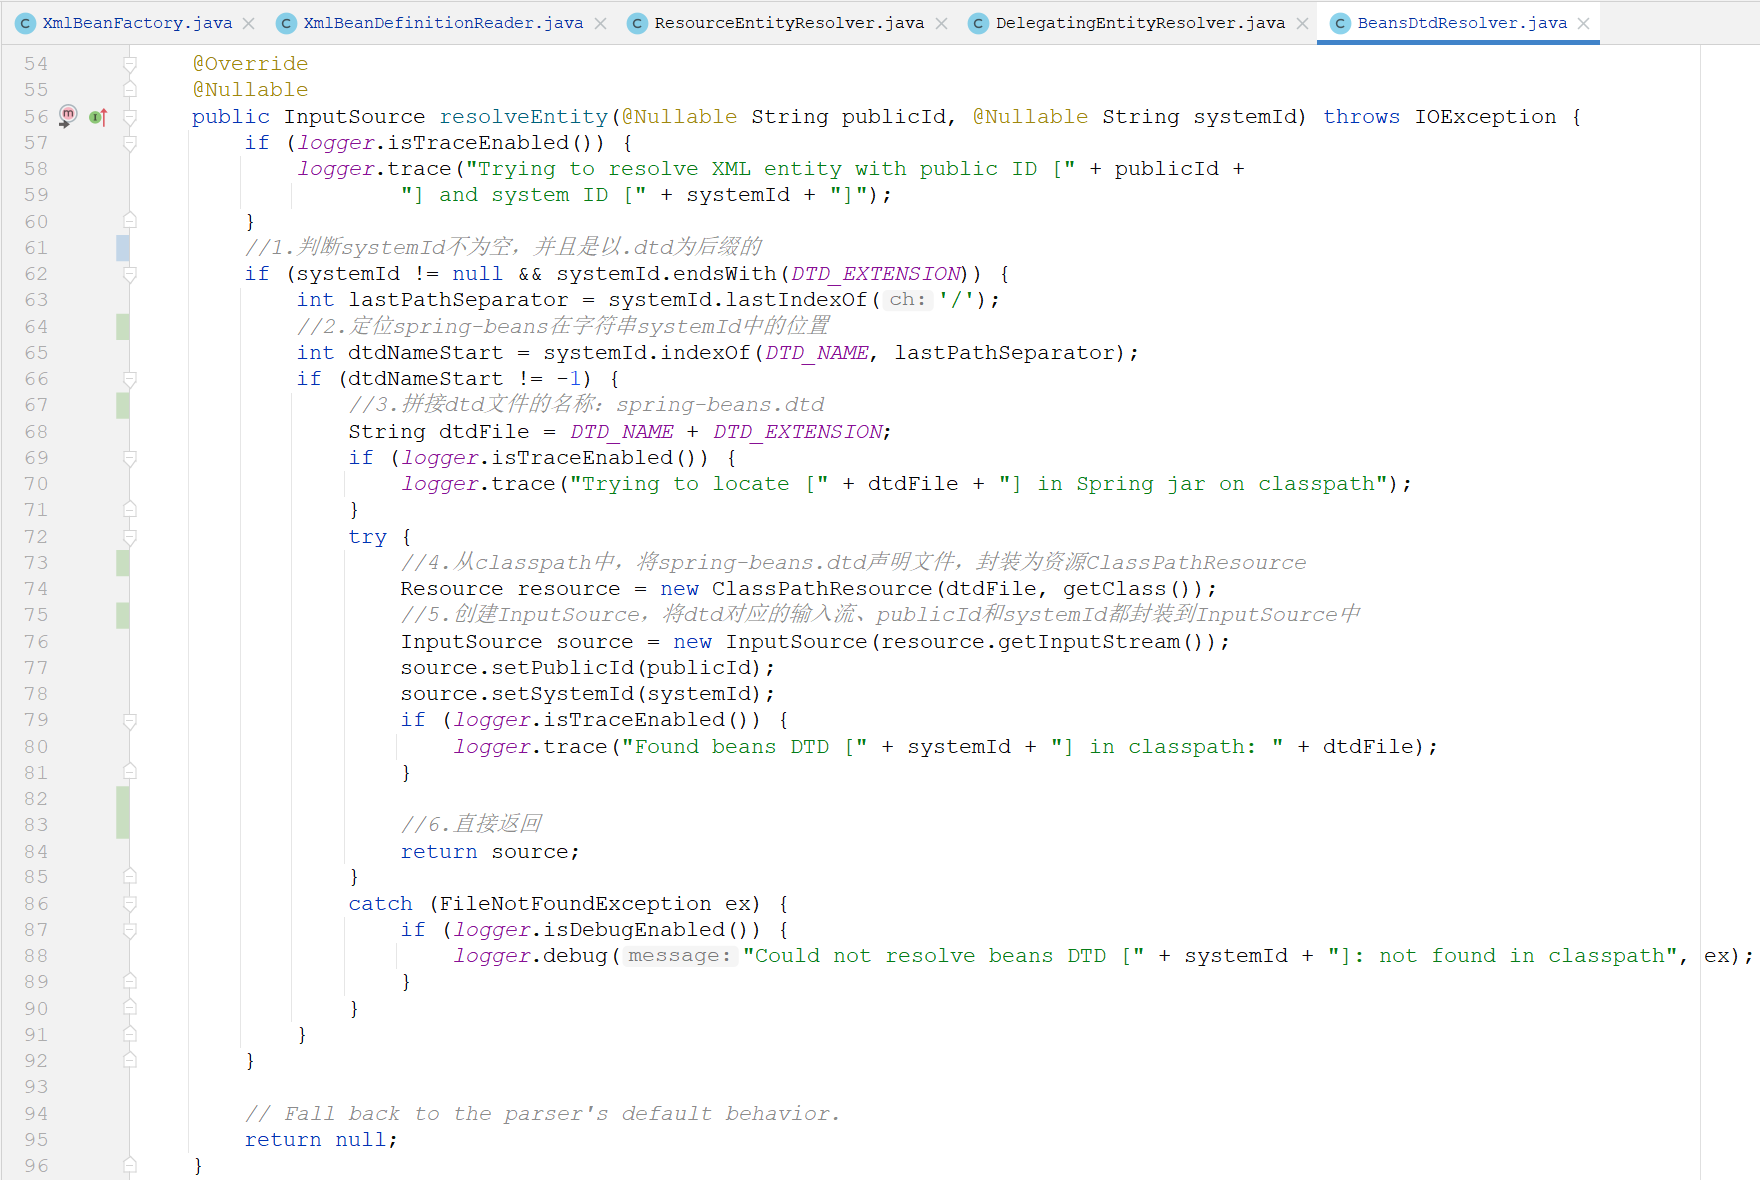 XmlBeanFactory.java XmlBeanDefinitionReader.java ResourceEntityResolver.java DelegatingEntityResolver.java BeansDtdResolver.java
54 @Override
55 @Nullable
56 public InputSource resolveEntity(@Nullable String publicId, @Nullable String systemId) throws IOException {
57 if (logger.isTraceEnabled()) {
58 logger.trace("Trying to resolve XML entity with public ID [" + publicId +
59 "] and system ID [" + systemId + "]");
60 }
61 //1.判断systemId不为空，并且是以.dtd为后缀的
62 if (systemId != null && systemId.endsWith(DTD_EXTENSION)) {
63 int lastPathSeparator = systemId.lastIndexOf( ch: '/');
64 //2.定位spring-beans在字符串systemId中的位置
65 int dtdNameStart = systemId.indexOf(DTD_NAME, lastPathSeparator);
66 if (dtdNameStart != -1) {
67 //3.拼接dtd文件的名称：spring-beans.dtd
68 String dtdFile = DTD_NAME + DTD_EXTENSION;
69 if (logger.isTraceEnabled()) {
70 logger.trace("Trying to locate [" + dtdFile + "] in Spring jar on classpath");
71 }
72 try {
73 //4.从classpath中，将spring-beans.dtd声明文件，封装为资源ClassPathResource
74 Resource resource = new ClassPathResource(dtdFile, getClass());
75 //5.创建InputSource，将dtd对应的输入流、publicId和systemId都封装到InputSource中
76 InputSource source = new InputSource(resource.getInputStream());
77 source.setPublicId(publicId);
78 source.setSystemId(systemId);
79 if (logger.isTraceEnabled()) {
80 logger.trace("Found beans DTD [" + systemId + "] in classpath: " + dtdFile);
81 }
82
83 //6.直接返回
84 return source;
85 }
86 catch (FileNotFoundException ex) {
87 if (logger.isDebugEnabled()) {
88 logger.debug( message: "Could not resolve beans DTD [" + systemId + "]: not found in classpath", ex);
89 }
90 }
91 }
92 }
93
94 // Fall back to the parser's default behavior.
95 return null;
96 }